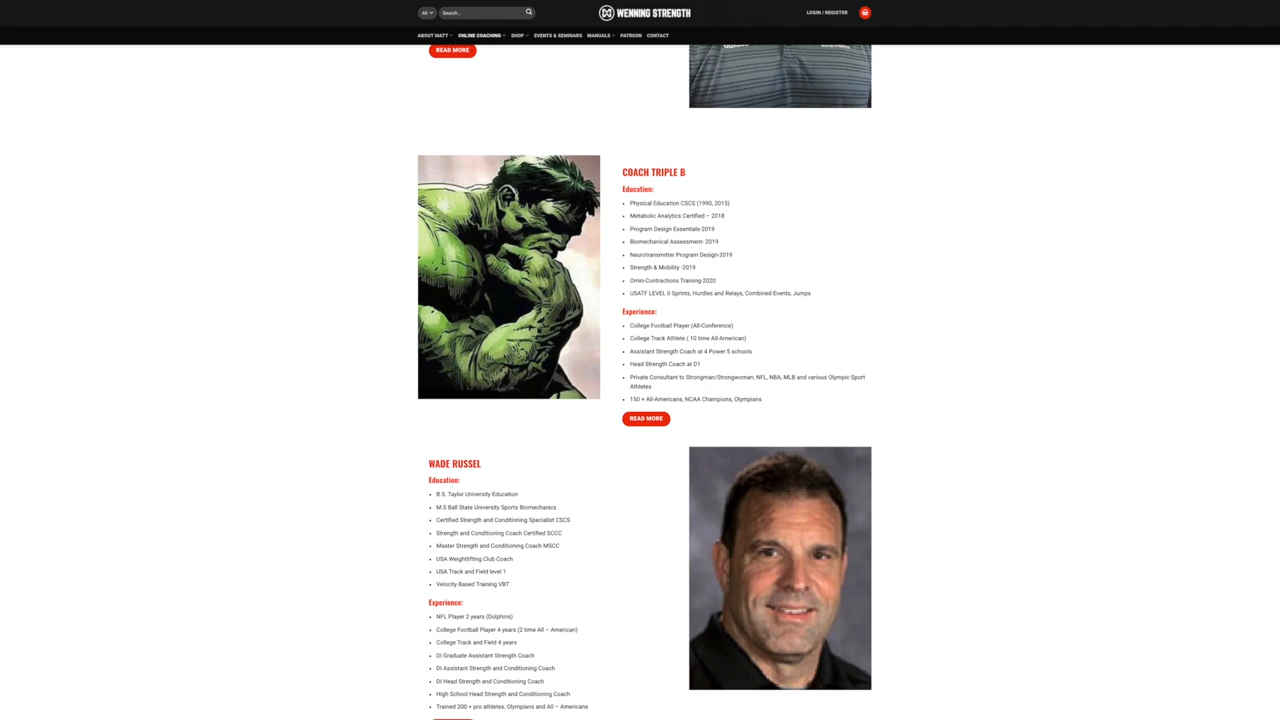 All
Search...
WENNING STRENGTH
LOGIN / REGISTER
ABOUT MATT
ONLINE COACHING
SHOP
EVENTS & SEMINARS
MANUALS
PATREON
CONTACT
READ MORE
COACH TRIPLE B
Education:
Physical Education CSCS (1990, 2015)
Metabolic Analytics Certified – 2018
Program Design Essentials-2019
Biomechanical Assessment- 2019
Neurotransmitter Program Design-2019
Strength & Mobility -2019
Omin-Contractions Training-2020
USATF LEVEL II Sprints, Hurdles and Relays, Combined Events, Jumps
Experience:
College Football Player (All-Conference)
College Track Athlete ( 10 time All-American)
Assistant Strength Coach at 4 Power 5 schools
Head Strength Coach at D1
Private Consultant to Strongman/Strongwoman, NFL, NBA, MLB and various Olympic Sport
Athletes
150 + All-Americans, NCAA Champions, Olympians
READ MORE
WADE RUSSEL
Education:
B.S. Taylor University Education
M.S Ball State University Sports Biomechanics
Certified Strength and Conditioning Specialist CSCS
Strength and Conditioning Coach Certified SCCC
Master Strength and Conditioning Coach MSCC
USA Weightlifting Club Coach
USA Track and Field level 1
Velocity Based Training VBT
Experience:
NFL Player 2 years (Dolphins)
College Football Player 4 years (2 time All – American)
College Track and Field 4 years
DI Graduate Assistant Strength Coach
DI Assistant Strength and Conditioning Coach
DI Head Strength and Conditioning Coach
High School Head Strength and Conditioning Coach
Trained 200 + pro athletes, Olympians and All – Americans